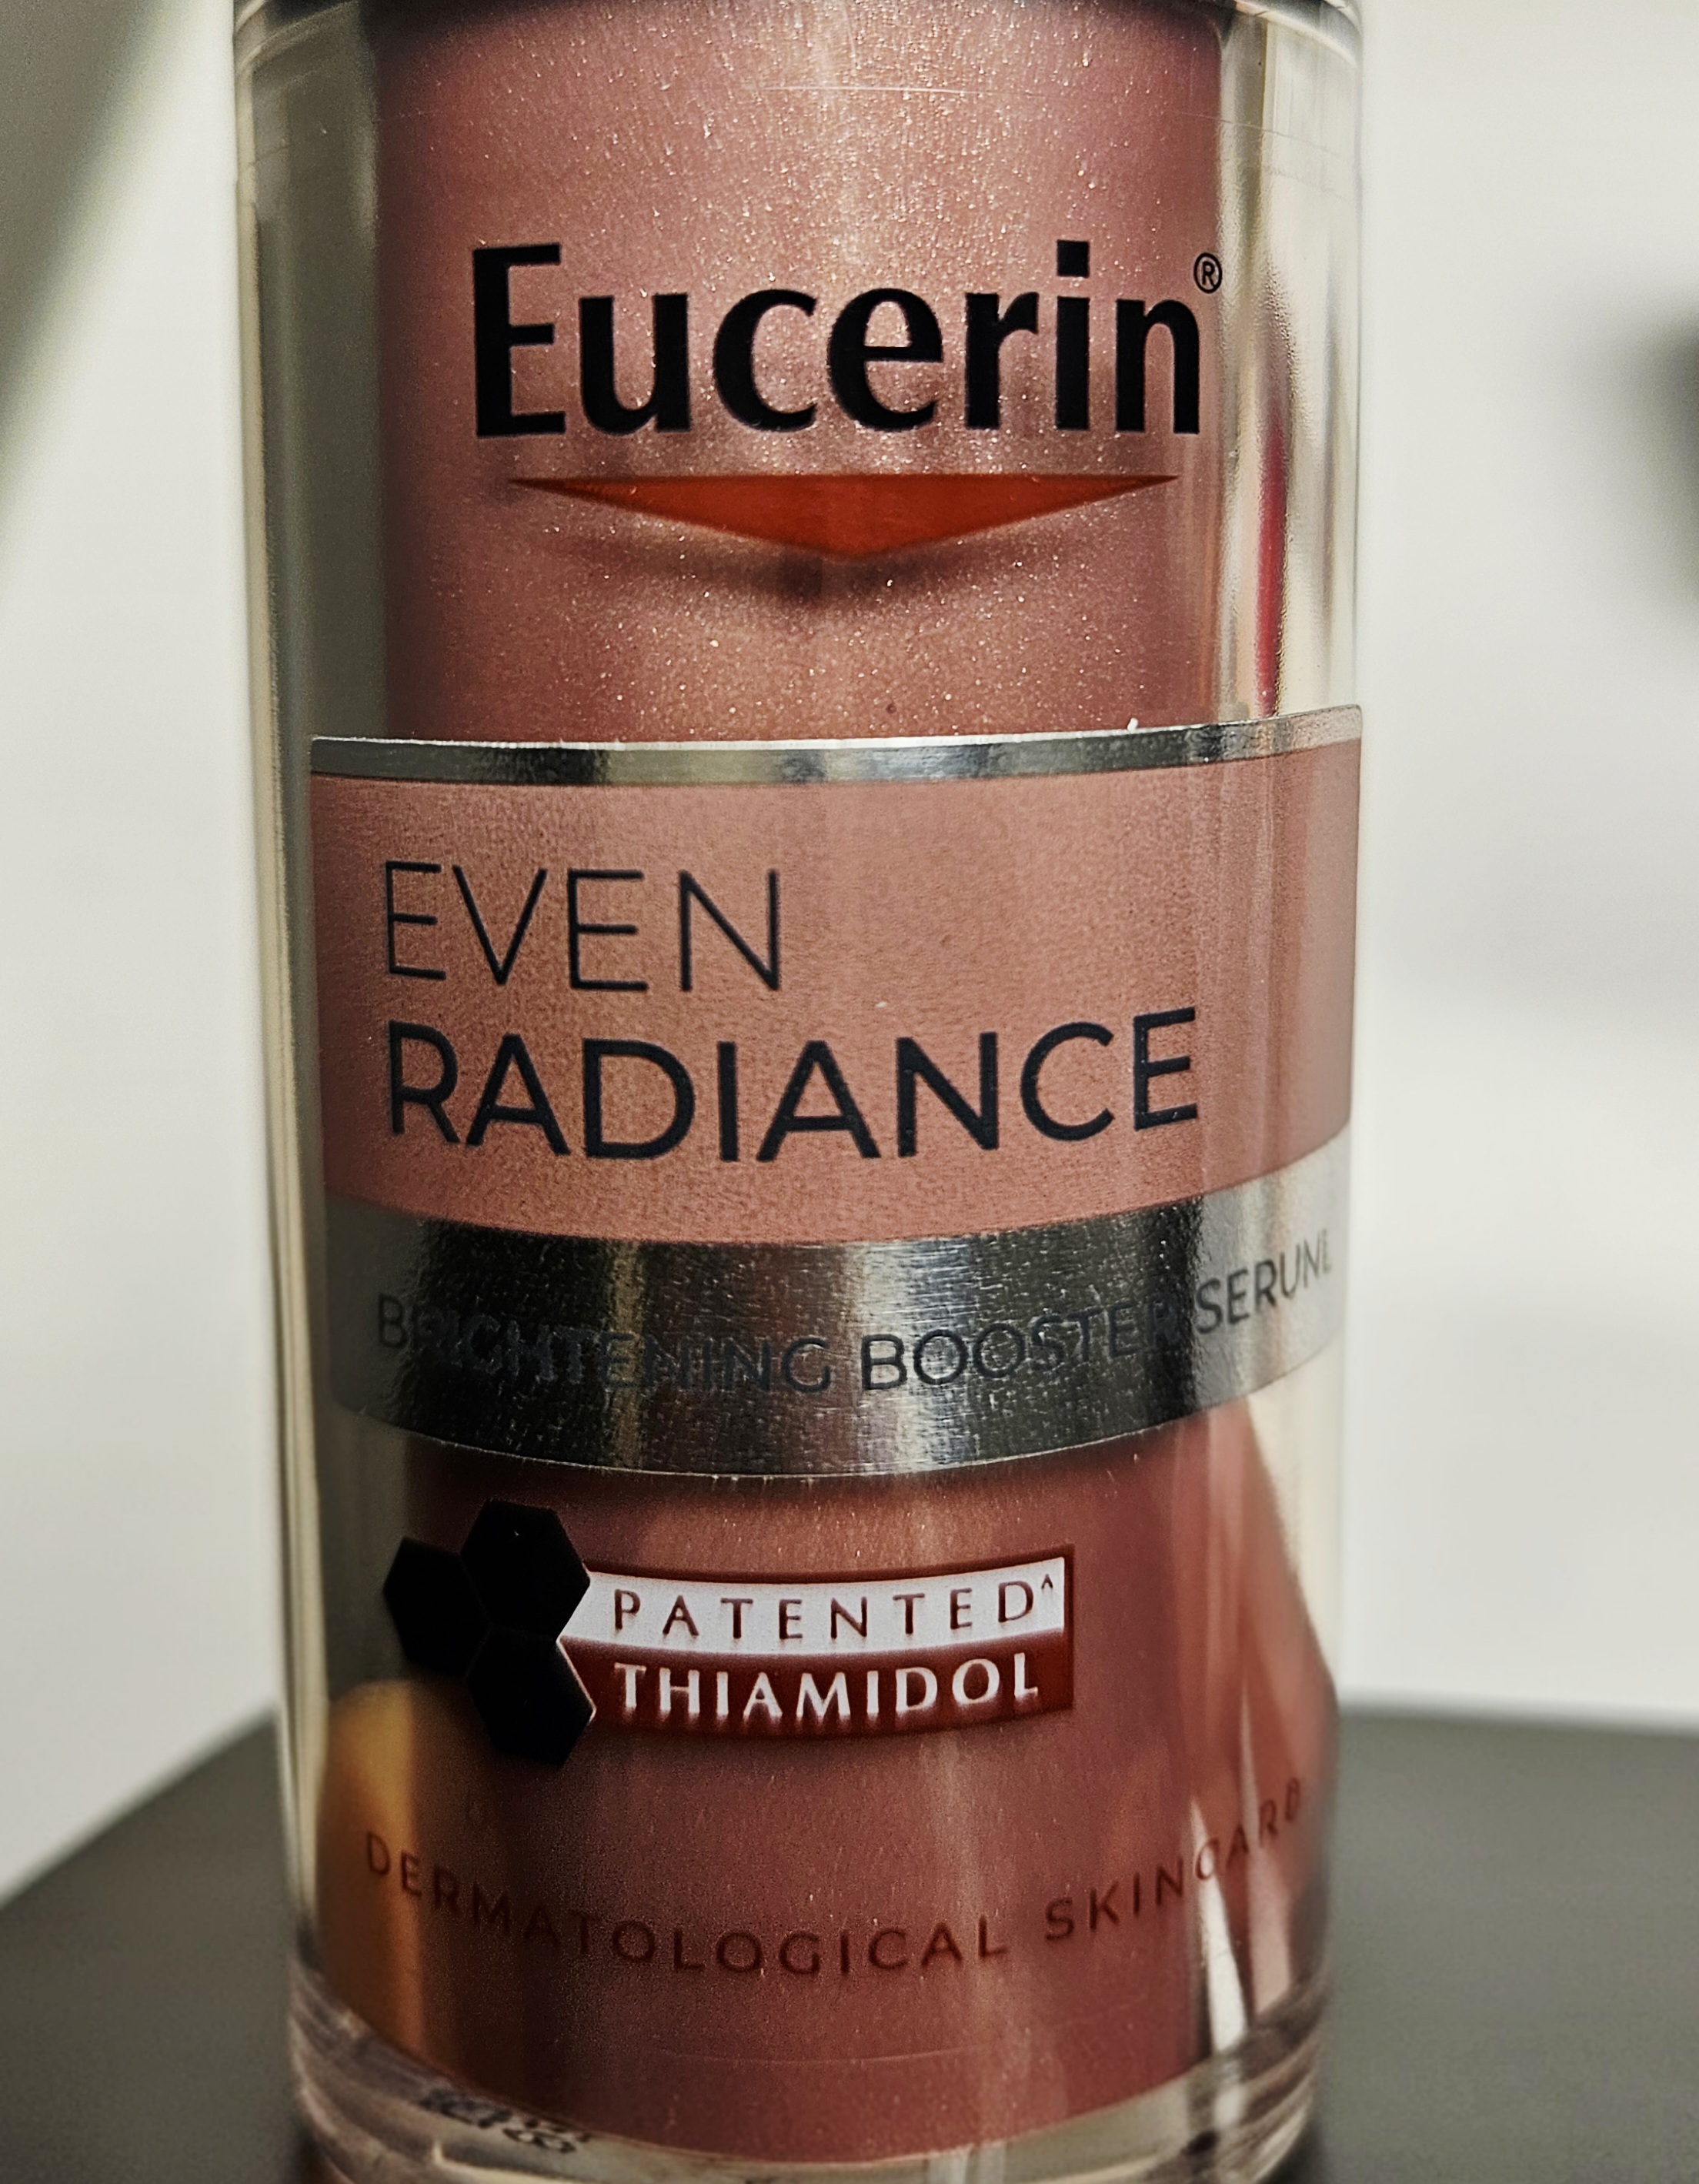 Eucerin®
EVEN
RADIANCE
BRIGHTENING BOOSTER SERUM
PATENTED^
THIAMIDOL
DERMATOLOGICAL SKINCARE